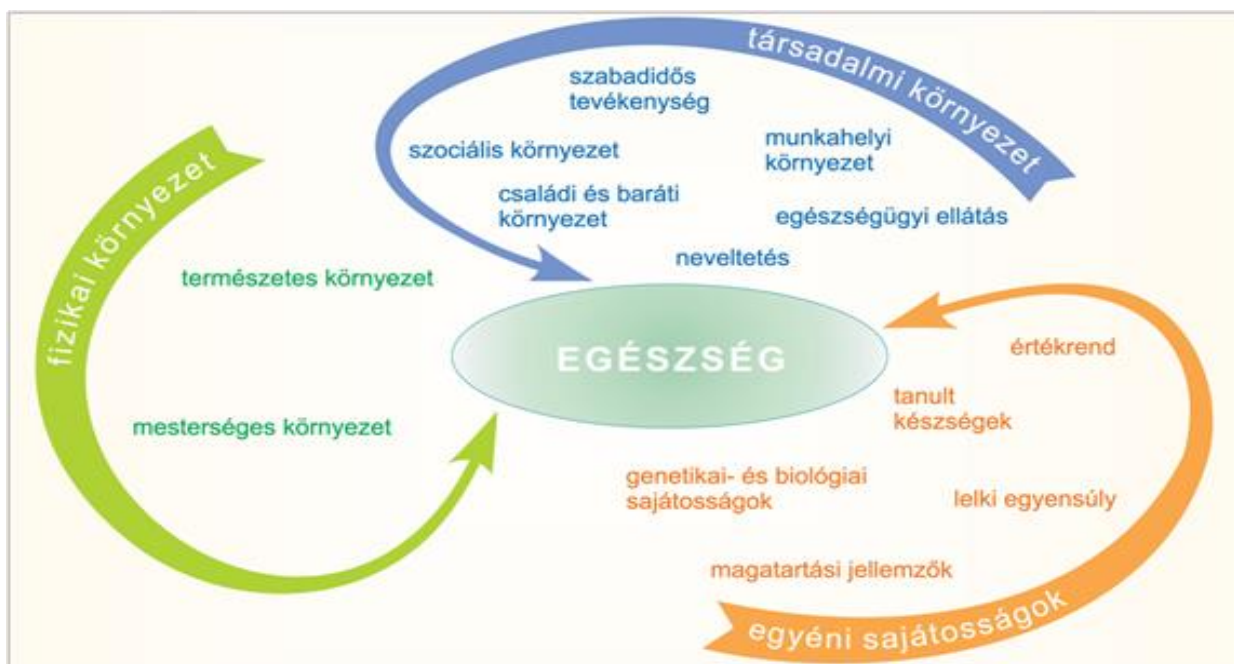 társadalmi környezet
szabadidős
tevékenység
szociális környezet
munkahelyi
környezet
családi és baráti
környezet
egészségügyi ellátás
neveltetés
fizikai környezet
természetes környezet
mesterséges környezet
EGÉSZSÉG
értékrend
tanult
készségek
genetikai- és biológiai
sajátosságok
lelki egyensúly
magatartási jellemzők
egyéni sajátosságok